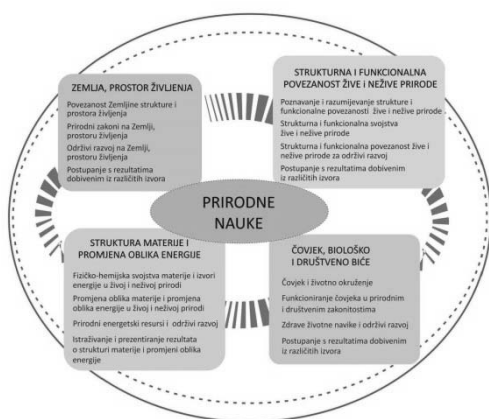 ZEMLJA, PROSTOR ŽIVLJENJA
Povezanost Zemljine strukture i
prostora življenja
Prirodni zakoni na Zemlji,
prostoru življenja
Održivi razvoj na Zemlji,
prostoru življenja
Postupanje s rezultatima
dobivenim iz različitih izvora
STRUKTURNA I FUNKCIONALNA
POVEZANOST ŽIVE I NEŽIVE PRIRODE
Poznavanje i razumijevanje strukture i
funkcionalne povezanosti žive i nežive prirode
Strukturna i funkcionalna svojstva
žive i nežive prirode
Strukturna i funkcionalna povezanost žive i
nežive prirode za održivi razvoj
Postupanje s rezultatima dobivenim
iz različitih izvora
PRIRODNE
NAUKE
STRUKTURA MATERIJE I
PROMJENA OBLIKA ENERGIJE
Fizičko-hemijska svojstva materije i izvori
energije u živoj i neživoj prirodi
Promjena oblika materije i promjena
oblika energije u živoj i neživoj prirodi
Prirodni energetski resursi i održivi razvoj
Istraživanje i prezentiranje rezultata
o strukturi materije i promjeni oblika
energije
ČOVJEK, BIOLOŠKO
I DRUŠTVENO BIĆE
Čovjek i životno okruženje
Funkcioniranje čovjeka u prirodnim
i društvenim zakonitostima
Zdrave životne navike i održivi razvoj
Postupanje s rezultatima dobivenim
iz različitih izvora